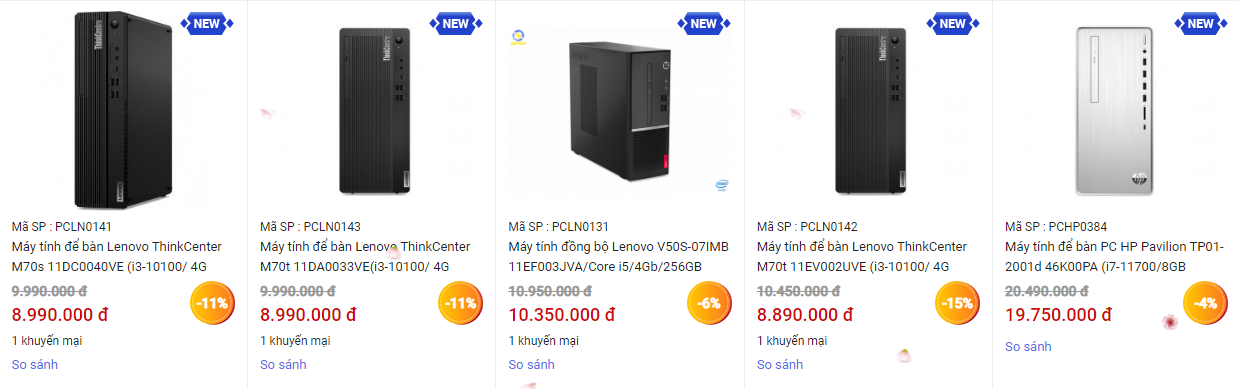 NEW
Mã SP : PCLN0141
Máy tính để bàn Lenovo ThinkCenter
M70s 11DC0040VE (i3-10100/ 4G
9.990.000 đ
8.990.000 đ
-11%
1 khuyến mại
So sánh
NEW
Mã SP : PCLN0143
Máy tính để bàn Lenovo ThinkCenter
M70t 11DA0033VE(i3-10100/ 4G
9.990.000 đ
8.990.000 đ
-11%
1 khuyến mại
So sánh
NEW
Mã SP : PCLN0131
Máy tính đồng bộ Lenovo V50S-07IMB
11EF003JVA/Core i5/4Gb/256GB
10.950.000 đ
10.350.000 đ
-6%
1 khuyến mại
So sánh
NEW
Mã SP : PCLN0142
Máy tính để bàn Lenovo ThinkCenter
M70t 11EV002UVE (i3-10100/ 4G
10.450.000 đ
8.890.000 đ
-15%
1 khuyến mại
So sánh
NEW
hp
Mã SP : PCHP0384
Máy tính để bàn PC HP Pavilion TP01-
2001d 46K00PA (i7-11700/8GB
20.490.000 đ
19.750.000 đ
-4%
So sánh